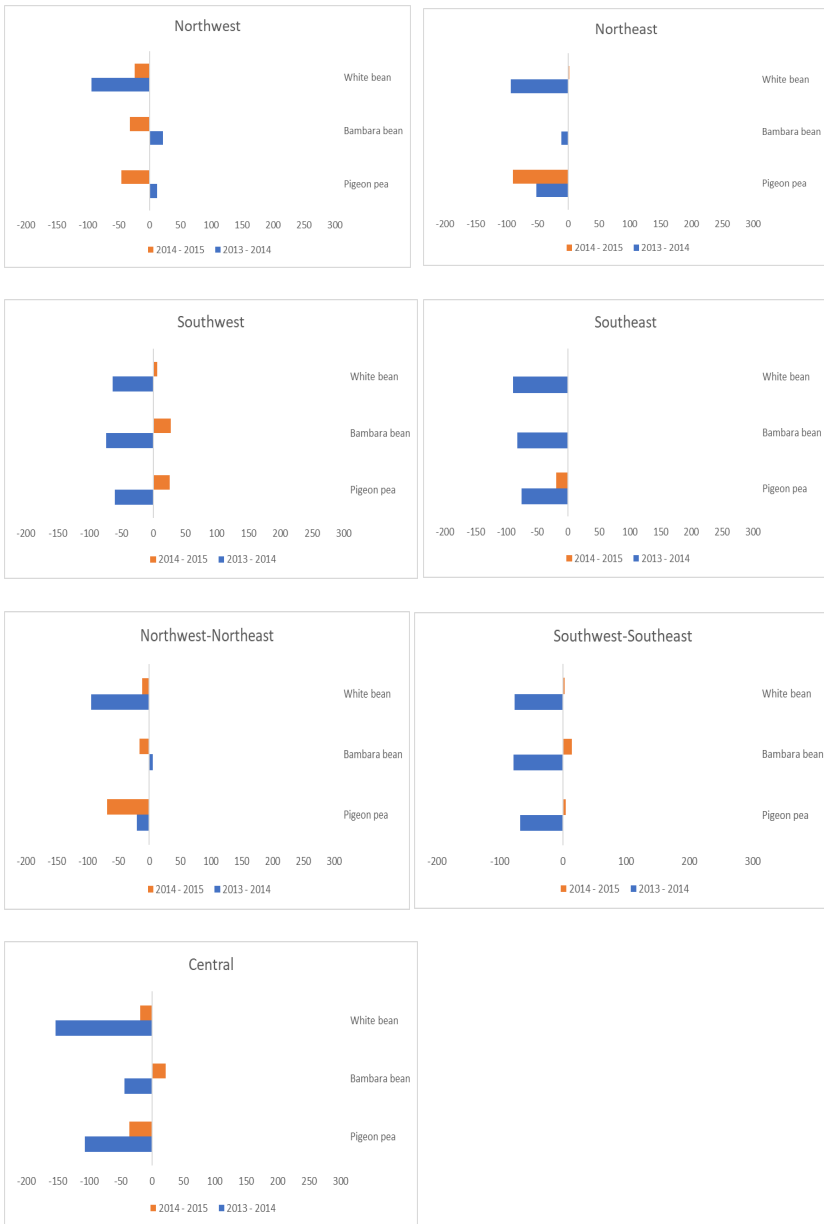 Northwest
White bean
Bambara bean
Pigeon pea
-200 -150 -100 -50 0 50 100 150 200 250 300
2014 - 2015 2013 - 2014
Northeast
White bean
Bambara bean
Pigeon pea
-200 -150 -100 -50 0 50 100 150 200 250 300
2014 - 2015 2013 - 2014
Southwest
White bean
Bambara bean
Pigeon pea
-200 -150 -100 -50 0 50 100 150 200 250 300
2014 - 2015 2013 - 2014
Southeast
White bean
Bambara bean
Pigeon pea
-200 -150 -100 -50 0 50 100 150 200 250 300
2014 - 2015 2013 - 2014
Northwest-Northeast
White bean
Bambara bean
Pigeon pea
-200 -150 -100 -50 0 50 100 150 200 250 300
2014 - 2015 2013 - 2014
Southwest-Southeast
White bean
Bambara bean
Pigeon pea
-200 -100 0 100 200 300
2014 - 2015 2013 - 2014
Central
White bean
Bambara bean
Pigeon pea
-200 -150 -100 -50 0 50 100 150 200 250 300
2014 - 2015 2013 - 2014